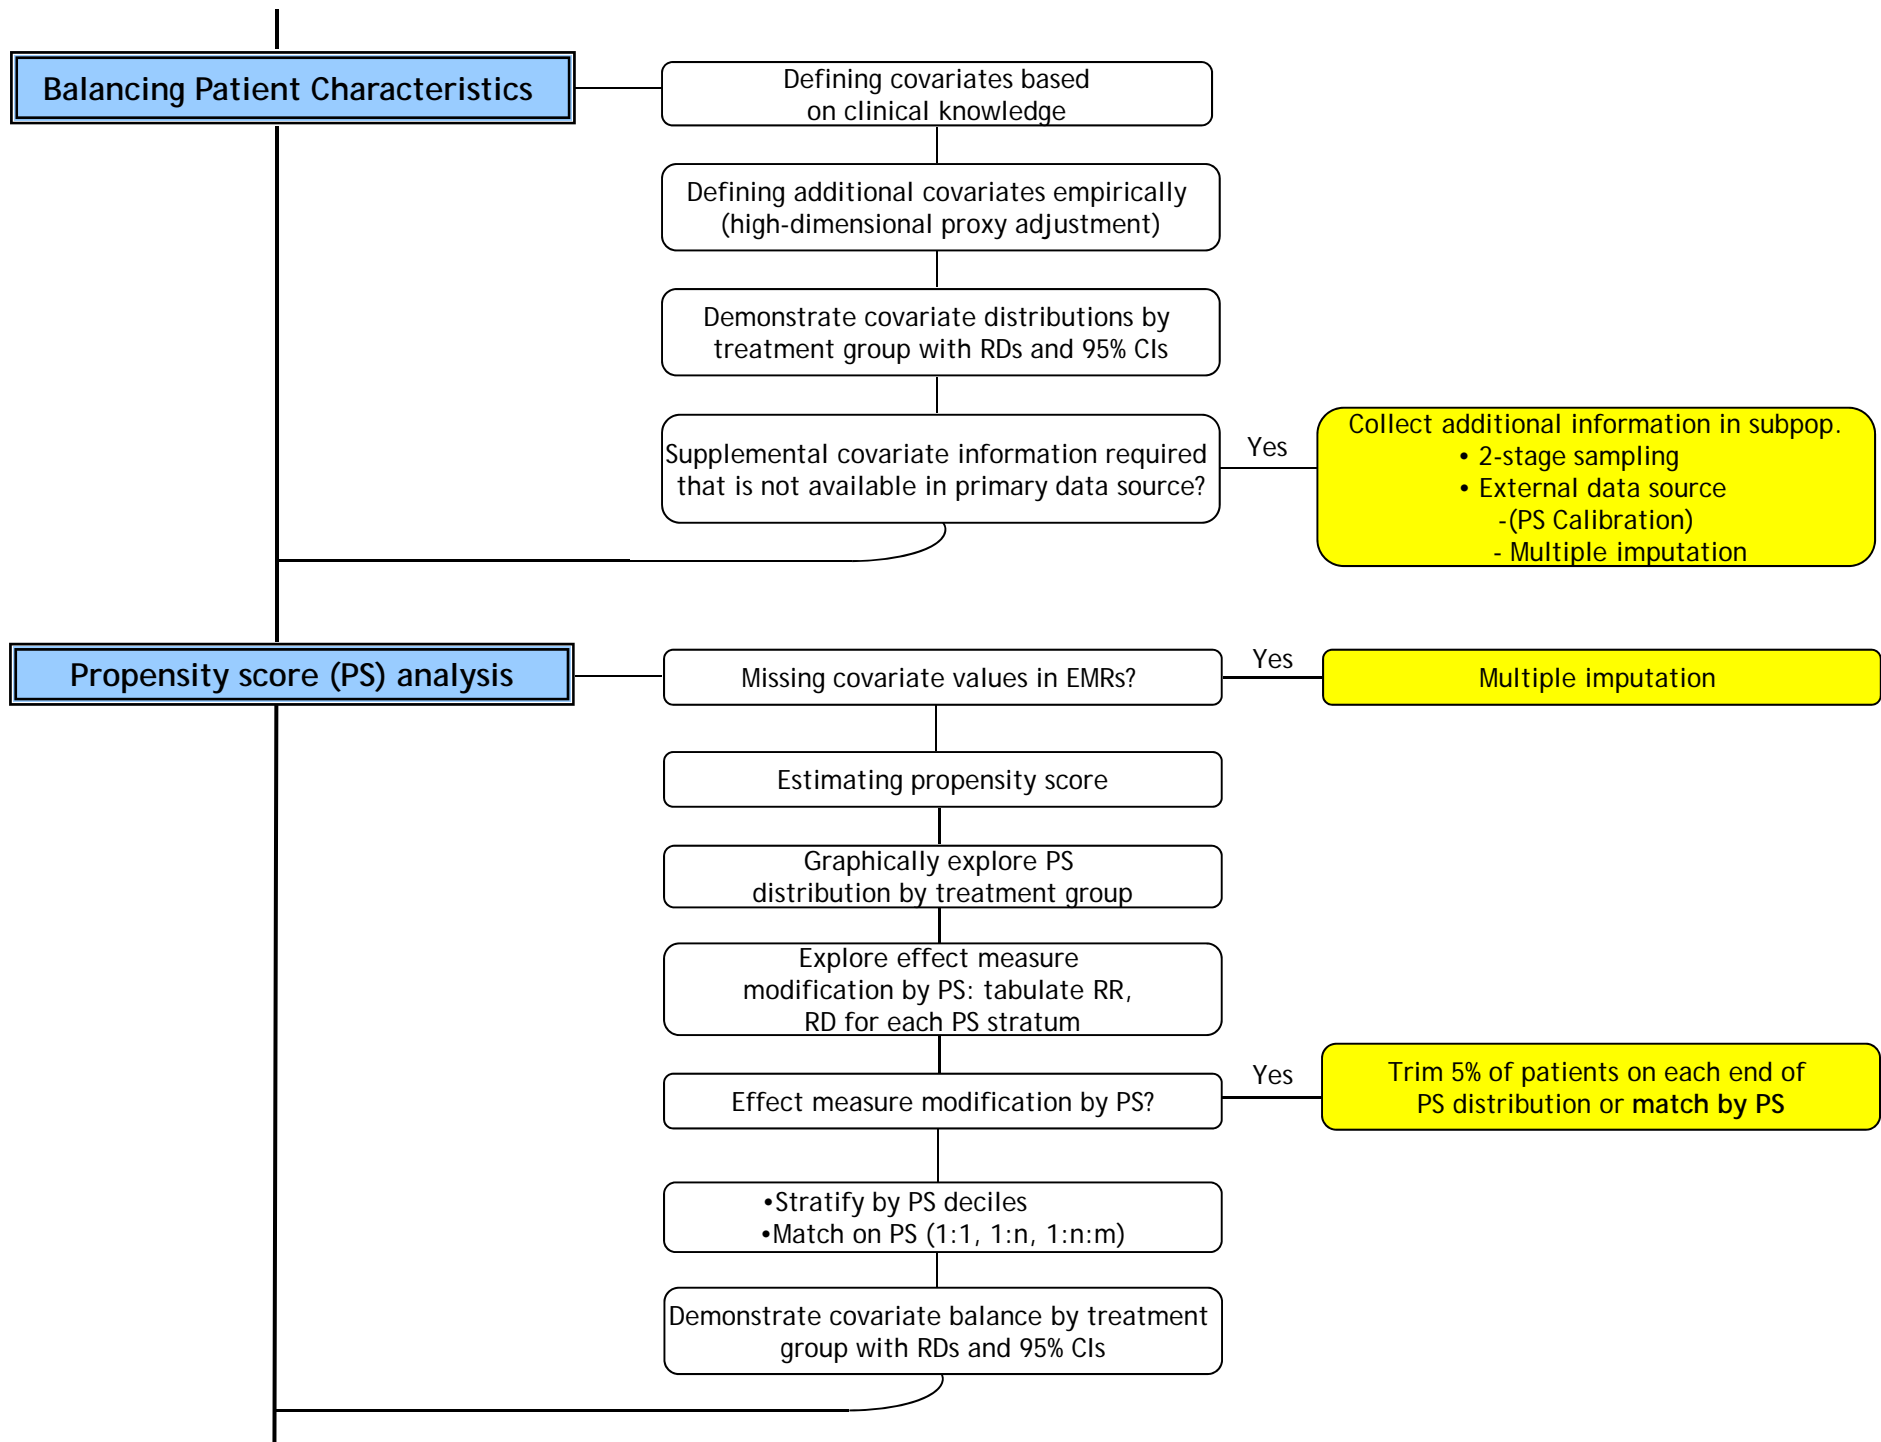 Balancing Patient Characteristics
Defining covariates based
on clinical knowledge
Defining additional covariates empirically
(high-dimensional proxy adjustment)
Demonstrate covariate distributions by
treatment group with RDs and 95% CIs
Supplemental covariate information required
that is not available in primary data source?
Yes
Collect additional information in subpop.
• 2-stage sampling
• External data source
-(PS Calibration)
- Multiple imputation
Propensity score (PS) analysis
Missing covariate values in EMRs?
Yes
Multiple imputation
Estimating propensity score
Graphically explore PS
distribution by treatment group
Explore effect measure
modification by PS: tabulate RR,
RD for each PS stratum
Effect measure modification by PS?
Yes
Trim 5% of patients on each end of
PS distribution or match by PS
•Stratify by PS deciles
•Match on PS (1:1, 1:n, 1:n:m)
Demonstrate covariate balance by treatment
group with RDs and 95% CIs